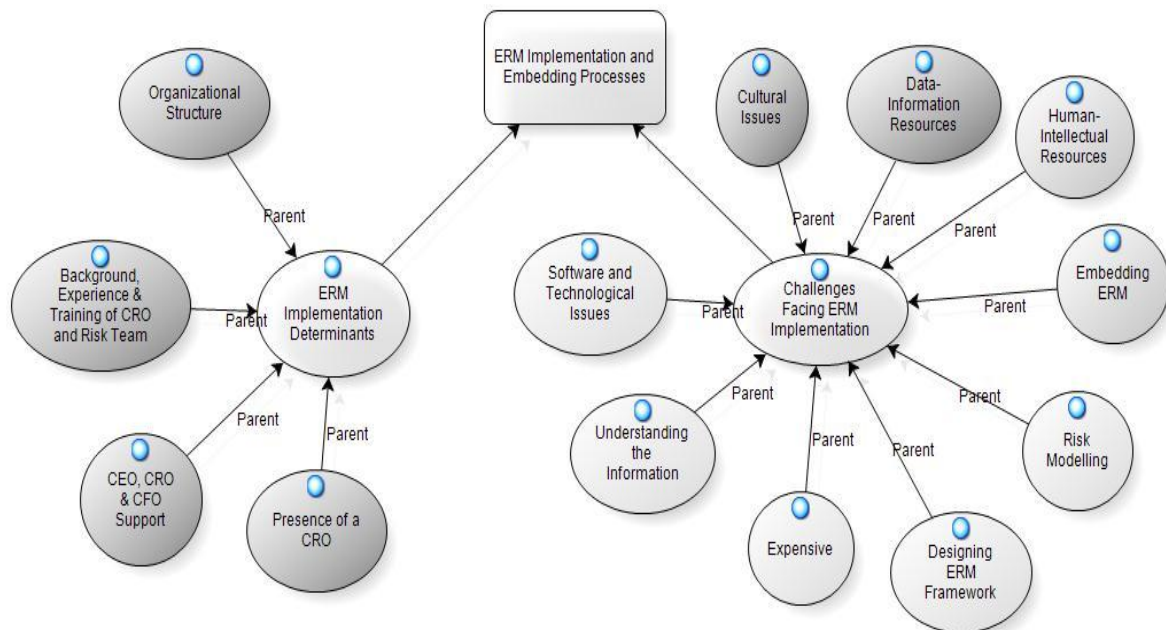 ERM Implementation and
Embedding Processes
Organizational
Structure
Cultural
Issues
Data-
Information
Resources
Human-
Intellectual
Resources
Parent
Parent
Parent
Parent
Background,
Experience &
Training of CRO
and Risk Team
Parent
ERM
Implementation
Determinants
Software and
Technological
Issues
Parent
Challenges
Facing ERM
Implementation
Parent
Embedding
ERM
Parent
Parent
Parent
Parent
Parent
Parent
Parent
CEO, CRO
& CFO
Support
Presence of a
CRO
Understanding
the
Information
Expensive
Designing
ERM
Framework
Risk
Modelling